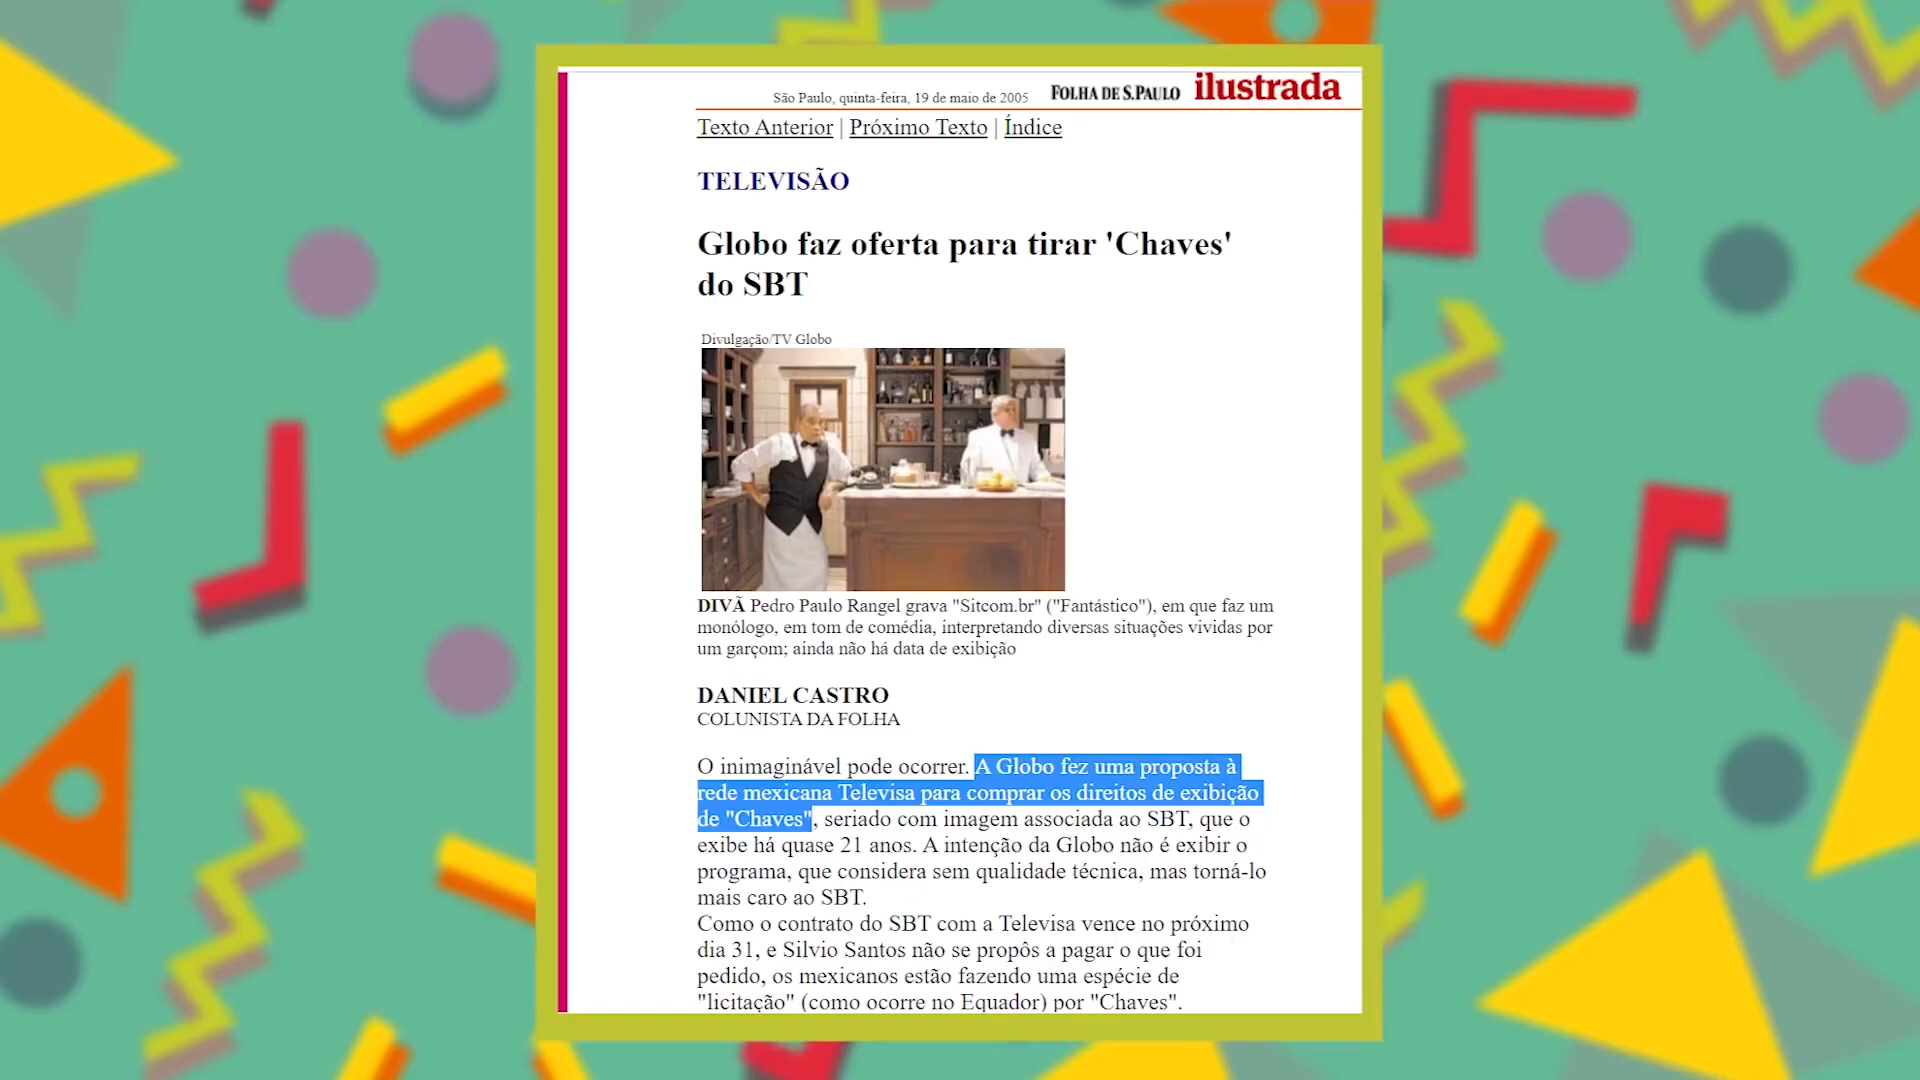 São Paulo, quinta-feira, 19 de maio de 2005 FOLHA DE S.PAULO ilustrada
Texto Anterior | Próximo Texto | Índice
TELEVISÃO
Globo faz oferta para tirar 'Chaves'
do SBT
Divulgação/TV Globo
DIVÃ Pedro Paulo Rangel grava "Sitcom.br" ("Fantástico"), em que faz um
monólogo, em tom de comédia, interpretando diversas situações vividas por
um garçom; ainda não há data de exibição
DANIEL CASTRO
COLUNISTA DA FOLHA
O inimaginável pode ocorrer. A Globo fez uma proposta à
rede mexicana Televisa para comprar os direitos de exibição
de "Chaves", seriado com imagem associada ao SBT, que o
exibe há quase 21 anos. A intenção da Globo não é exibir o
programa, que considera sem qualidade técnica, mas torná-lo
mais caro ao SBT.
Como o contrato do SBT com a Televisa vence no próximo
dia 31, e Silvio Santos não se propôs a pagar o que foi
pedido, os mexicanos estão fazendo uma espécie de
"licitação" (como ocorre no Equador) por "Chaves".